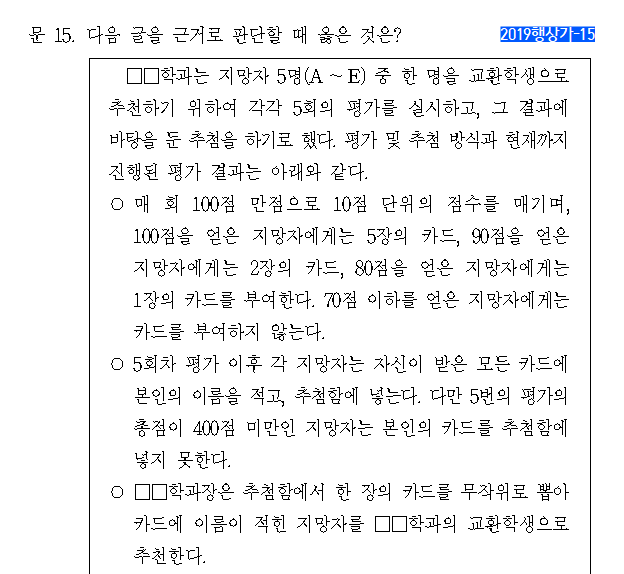 문 15. 다음 글을 근거로 판단할 때 옳은 것은?
2019행상가-15
□□학과는 지망자 5명(A ~ E) 중 한 명을 교환학생으로
추천하기 위하여 각각 5회의 평가를 실시하고, 그 결과에
바탕을 둔 추첨을 하기로 했다. 평가 및 추첨 방식과 현재까지
진행된 평가 결과는 아래와 같다.
○ 매 회 100점 만점으로 10점 단위의 점수를 매기며,
100점을 얻은 지망자에게는 5장의 카드, 90점을 얻은
지망자에게는 2장의 카드, 80점을 얻은 지망자에게는
1장의 카드를 부여한다. 70점 이하를 얻은 지망자에게는
카드를 부여하지 않는다.
○ 5회차 평가 이후 각 지망자는 자신이 받은 모든 카드에
본인의 이름을 적고, 추첨함에 넣는다. 다만 5번의 평가의
총점이 400점 미만인 지망자는 본인의 카드를 추첨함에
넣지 못한다.
○ □□학과장은 추첨함에서 한 장의 카드를 무작위로 뽑아
카드에 이름이 적힌 지망자를 □□학과의 교환학생으로
추천한다.